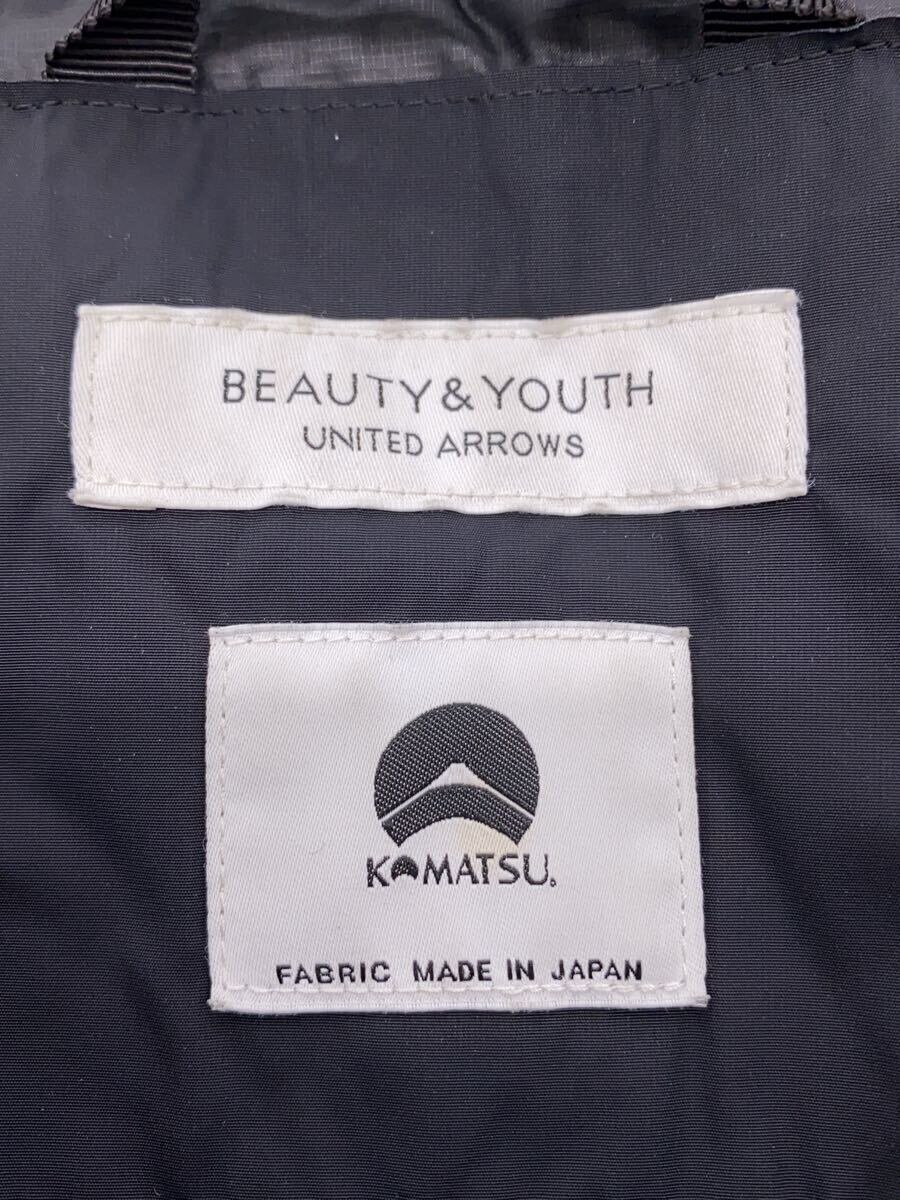 BEAUTY&YOUTH
UNITED ARROWS
KOMATSU.
FABRIC MADE IN JAPAN